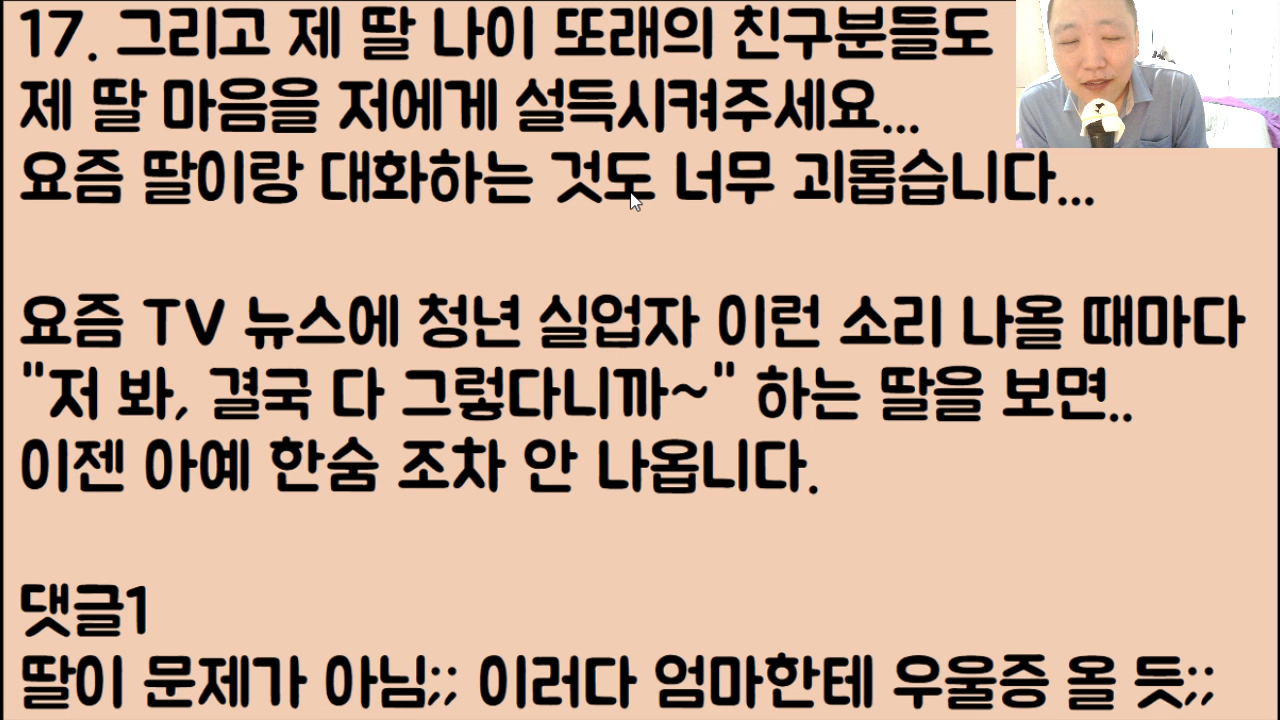 17. 그리고 제 딸 나이 또래의 친구분들도
제 딸 마음을 저에게 설득시켜주세요...
요즘 딸이랑 대화하는 것도 너무 괴롭습니다...
요즘 TV 뉴스에 청년 실업자 이런 소리 나올 때마다
"저 봐, 결국 다 그렇다니까~" 하는 딸을 보면..
이젠 아예 한숨 조차 안 나옵니다.
댓글1
딸이 문제가 아님;; 이러다 엄마한테 우울증 올 듯;;